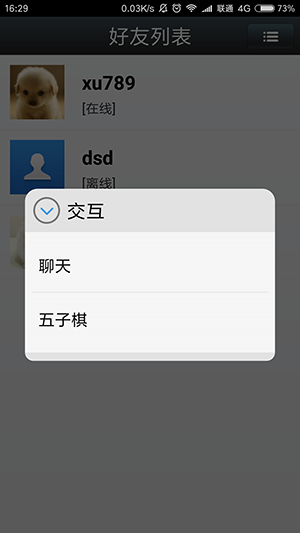 16:29 0.03K/s 联通 4G 73%
好友列表
xu789
[在线]
dsd
[离线]
交互
聊天
五子棋